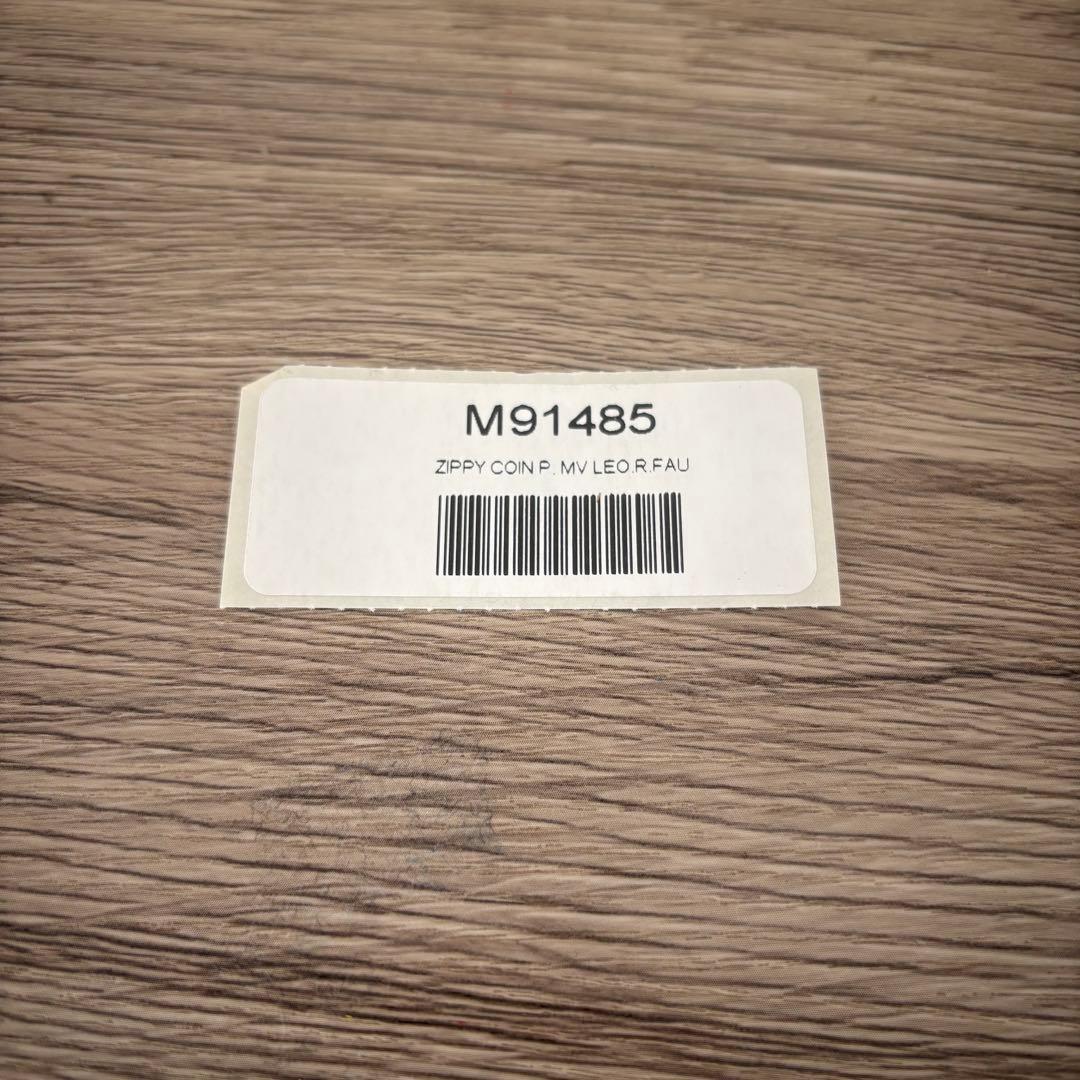 M91485
ZIPPY COIN P. MV LEO.R.FAU